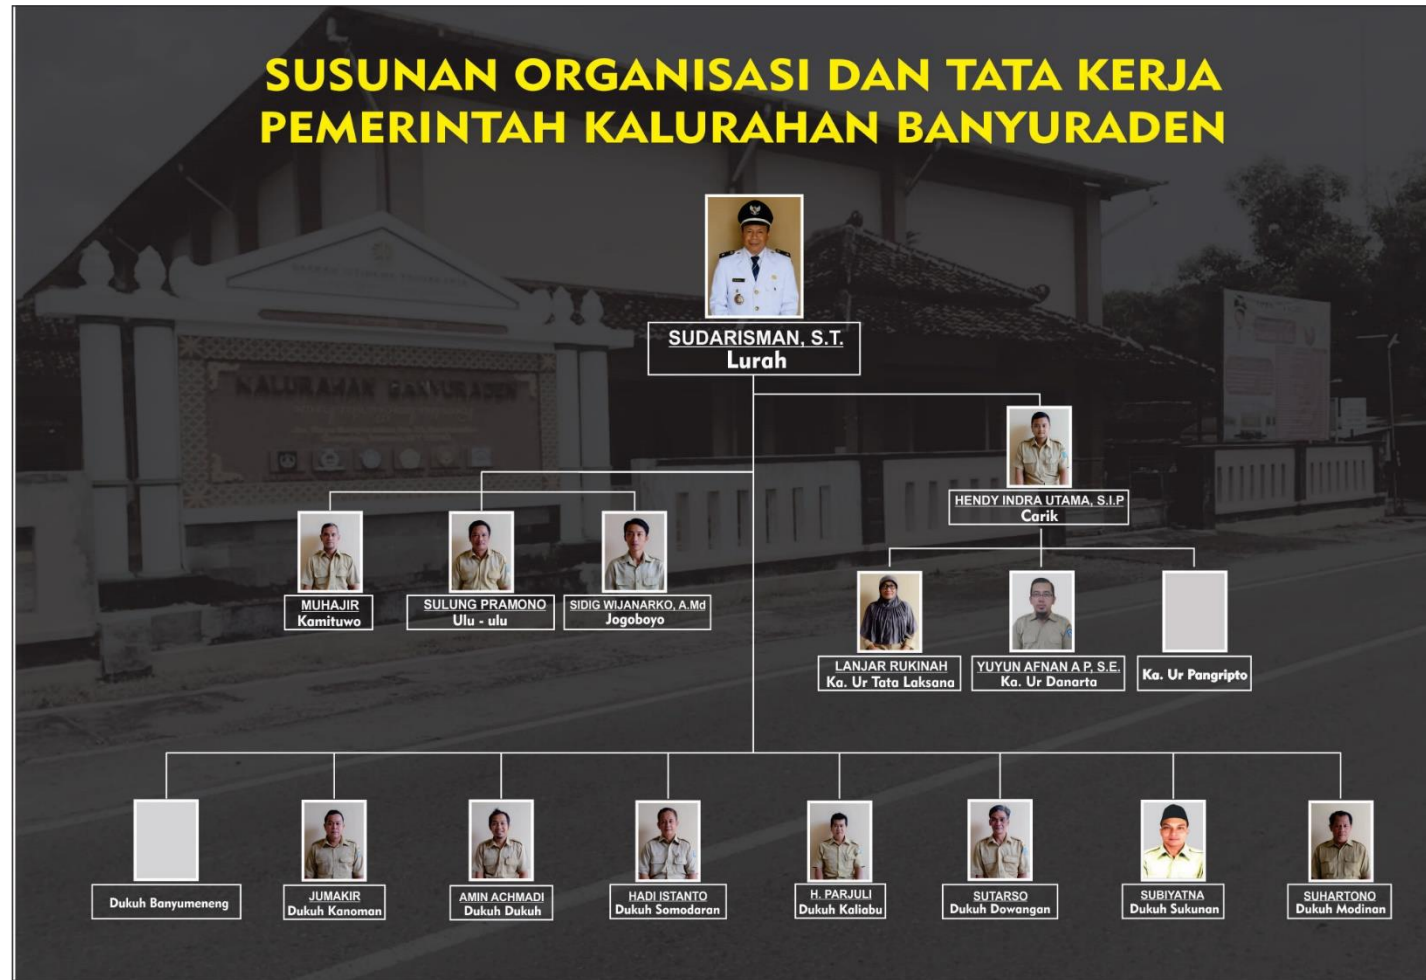 SUSUNAN ORGANISASI DAN TATA KERJA
PEMERINTAH KALURAHAN BANYURADEN
SUDARISMAN, S.T.
Lurah
HENDY INDRA UTAMA, S.I.P
Carik
MUHAJIR
Kamituwo
SULUNG PRAMONO
Ulu - ulu
SIDIG WIJANARKO, A.Md
Jogoboyo
LANJAR RUKINAH
Ka. Ur Tata Laksana
YUYUN AFNAN A P, S.E.
Ka. Ur Danarta
Ka. Ur Pangripto
Dukuh Banyumeneng
JUMAKIR
Dukuh Kanoman
AMIN ACHMADI
Dukuh Dukuh
HADI ISTANTO
Dukuh Somodaran
H. PARJULI
Dukuh Kaliabu
SUTARSO
Dukuh Dowangan
SUBIYATNA
Dukuh Sukunan
SUHARTONO
Dukuh Modinan
KALURAHAN BANYURADEN